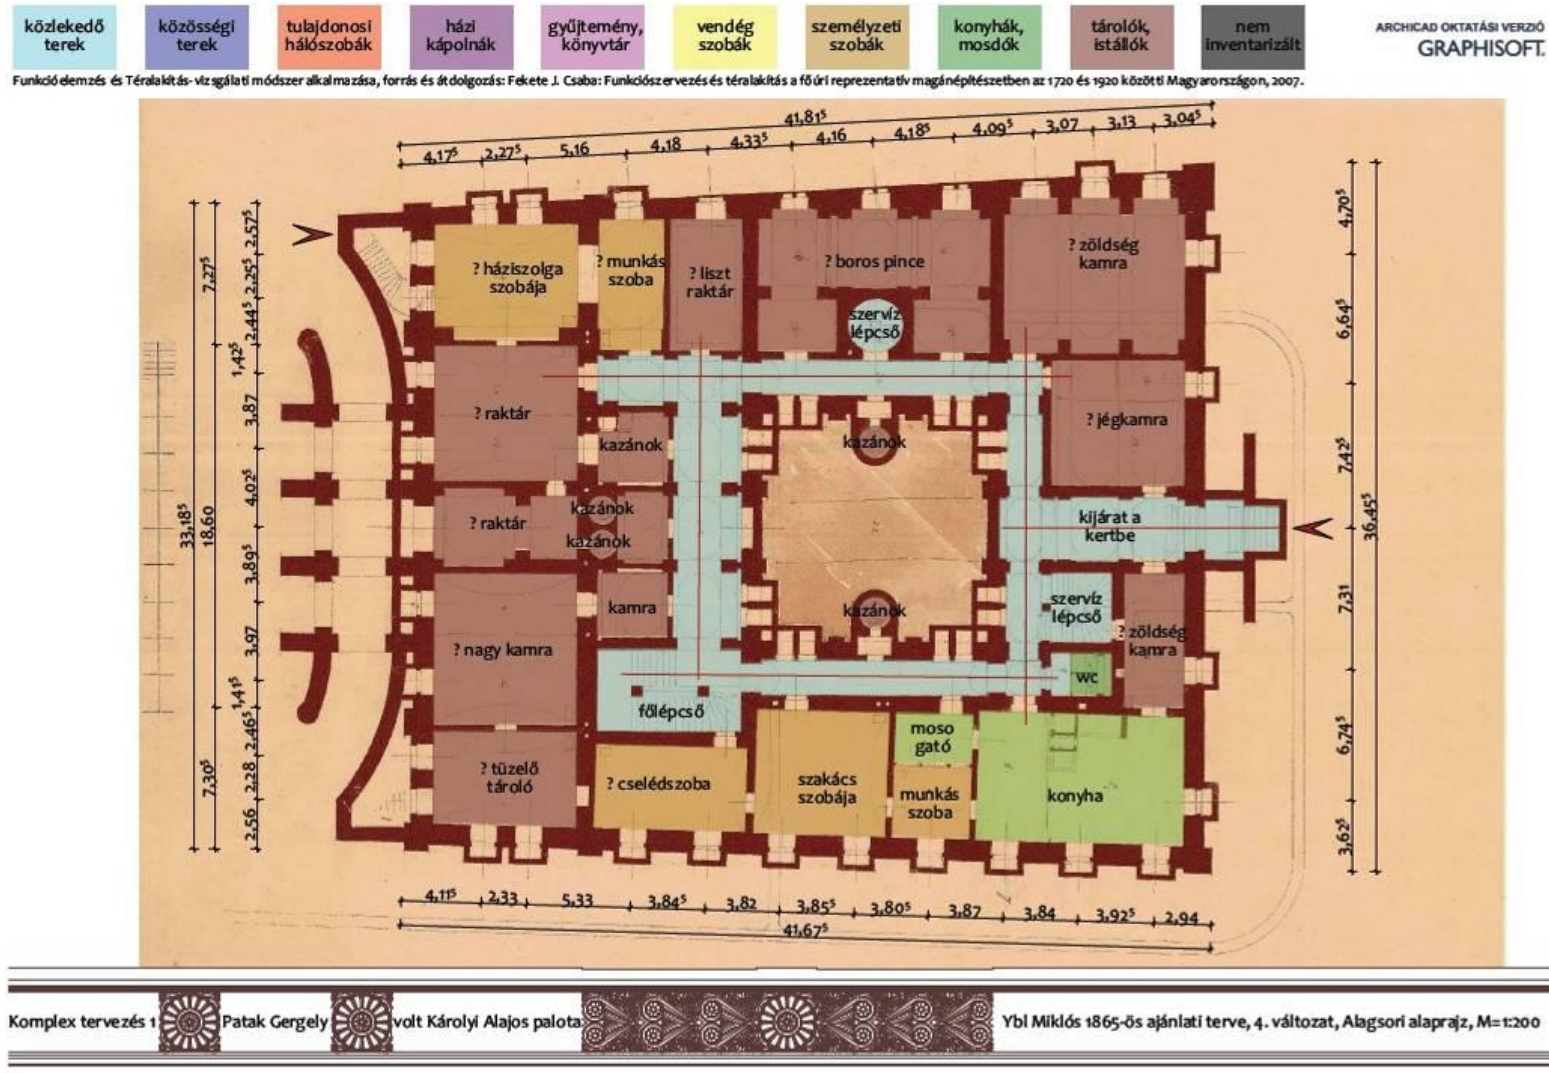 közlekedő
terek
közösségi
terek
tulajdonosi
hálószobák
házi
kápolnák
gyűjtemény,
könyvtár
vendég
szobák
személyzeti
szobák
konyhák,
mosdók
tárolók,
istállók
nem
inventarizált
ARCHICAD OKTATÁSI VERZIÓ
GRAPHISOFT.
Funkcióelemzés és Téralakítás-vizsgálati módszer alkalmazása, forrás és átdolgozás: Fekete J. Csaba: Funkciószervezés és téralakítás a főúri reprezentatív magánépítészetben az 1720 és 1920 közötti Magyarországon, 2007.
41,81⁵
4,17⁵ 2,27⁵ 5,16 4,18 4,33⁵ 4,16 4,18⁵ 4,09⁵ 3,07 3,13 3,04⁵
33,18⁵
7,27⁵ 18,60 7,30⁵
2,57⁵ 2,25⁵ 2,44⁵ 1,42⁵ 3,87 4,02⁵ 3,89⁵ 3,97 1,41⁵ 2,46⁵ 2,28 2,56
? háziszolga
szobája
? munkás
szoba
? liszt
raktár
? boros pince
? zöldség
kamra
szervíz
lépcső
? raktár
kazánok
kazánok
? jégkamra
? raktár
kazánok
kazánok
kijárat a
kertbe
? nagy kamra
kamra
kazánok
szervíz
lépcső
? zöldség
kamra
wc
főlépcső
? tüzelő
tároló
? cselédszoba
szakács
szobája
moso
gató
munkás
szoba
konyha
4,70⁵ 6,64⁵ 7,42⁵ 7,31 6,74⁵ 3,62⁵
36,45⁵
4,11⁵ 2,33 5,33 3,84⁵ 3,82 3,85⁵ 3,80⁵ 3,87 3,84 3,92⁵ 2,94
41,67⁵
Komplex tervezés 1
Patak Gergely
volt Károlyi Alajos palota
Ybl Miklós 1865-ös ajánlati terve, 4. változat, Alagsori alaprajz, M=1:200